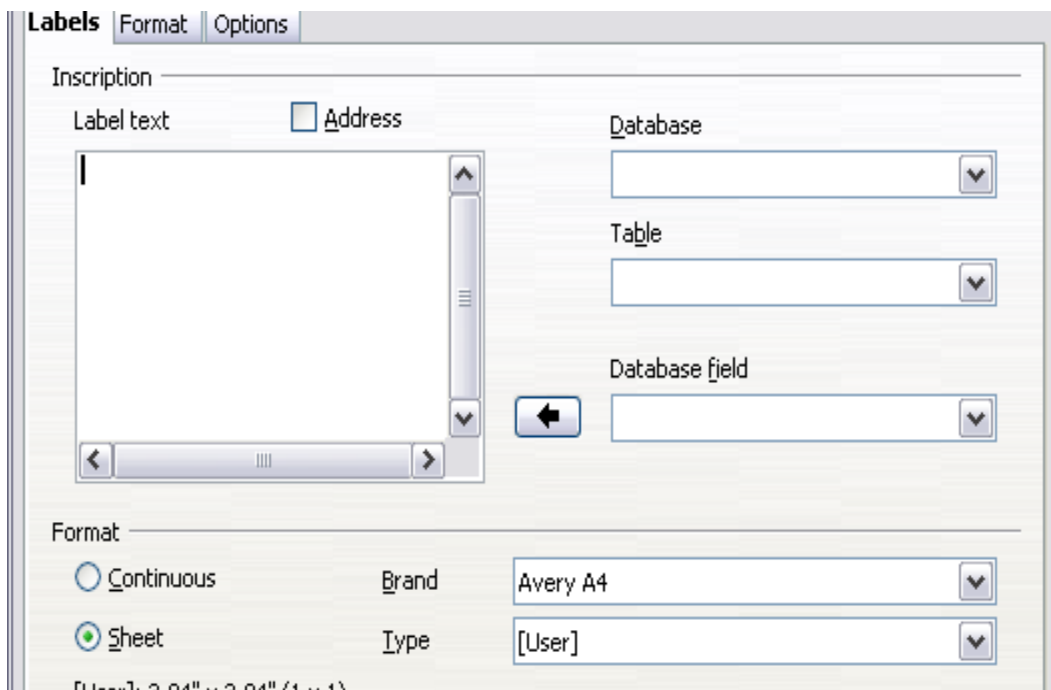 Labels Format Options
Inscription
Label text Address Database
Table
Database field
Format
Continuous Brand Avery A4
Sheet Type [User]